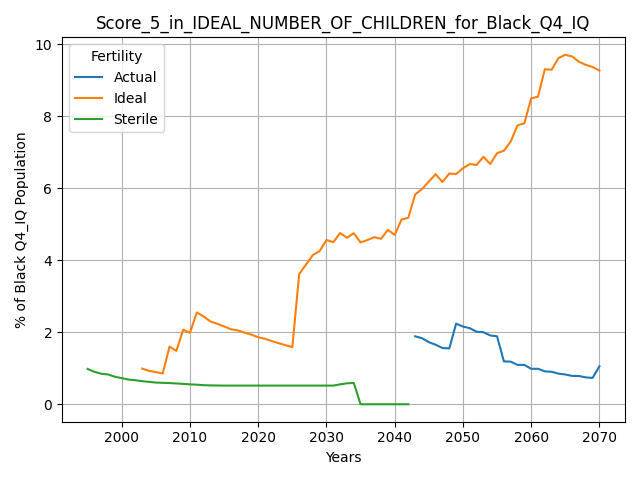 Score_5_in_IDEAL_NUMBER_OF_CHILDREN_for_Black_Q4_IQ
Fertility
Actual
Ideal
Sterile
% of Black Q4_IQ Population
10
8
6
4
2
0
2000 2010 2020 2030 2040 2050 2060 2070
Years